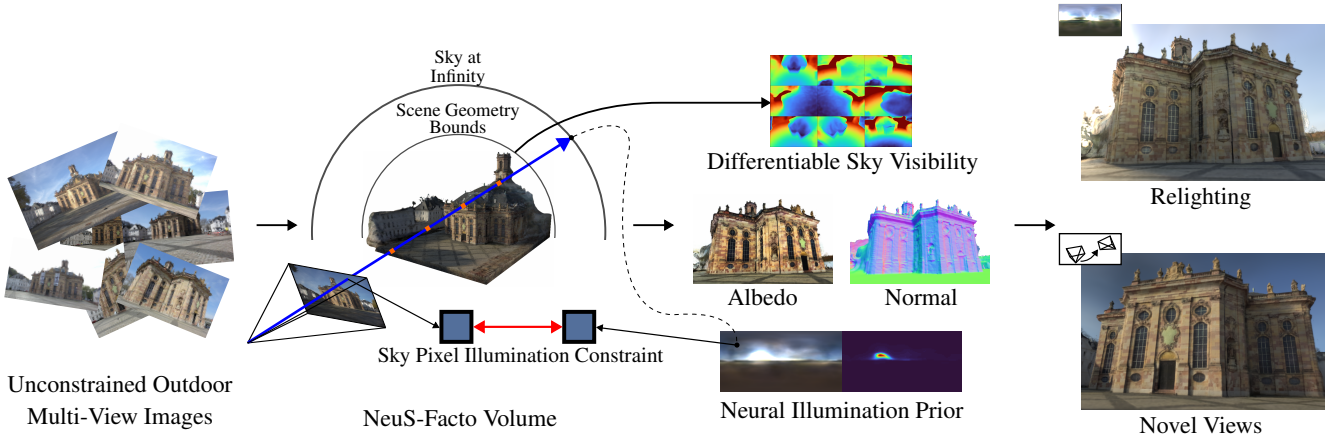 Unconstrained Outdoor
Multi-View Images
Sky at
Infinity
Scene Geometry
Bounds
Sky Pixel Illumination Constraint
NeuS-Facto Volume
Differentiable Sky Visibility
Albedo
Normal
Neural Illumination Prior
Relighting
Novel Views